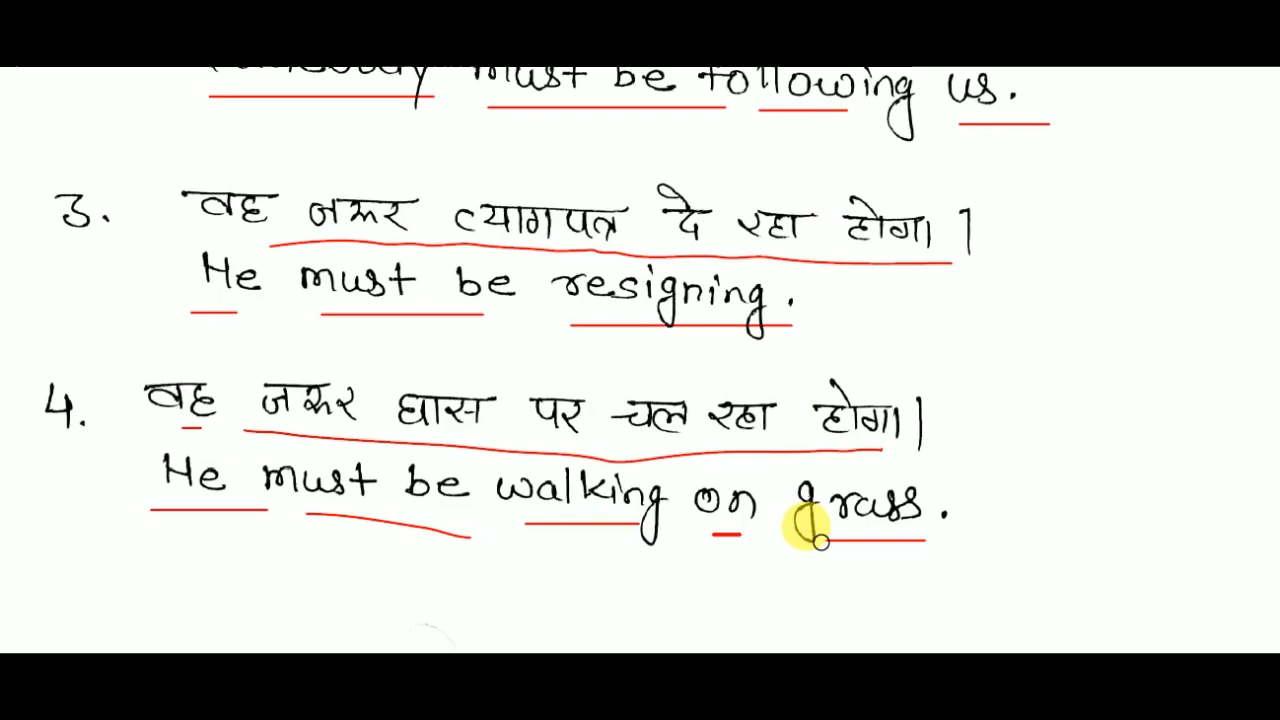 Somebody must be following us.
3. वह जरूर त्यागपत्र दे रहा होगा।
He must be resigning.
4. वह जरूर घास पर चल रहा होगा।
He must be walking on grass.